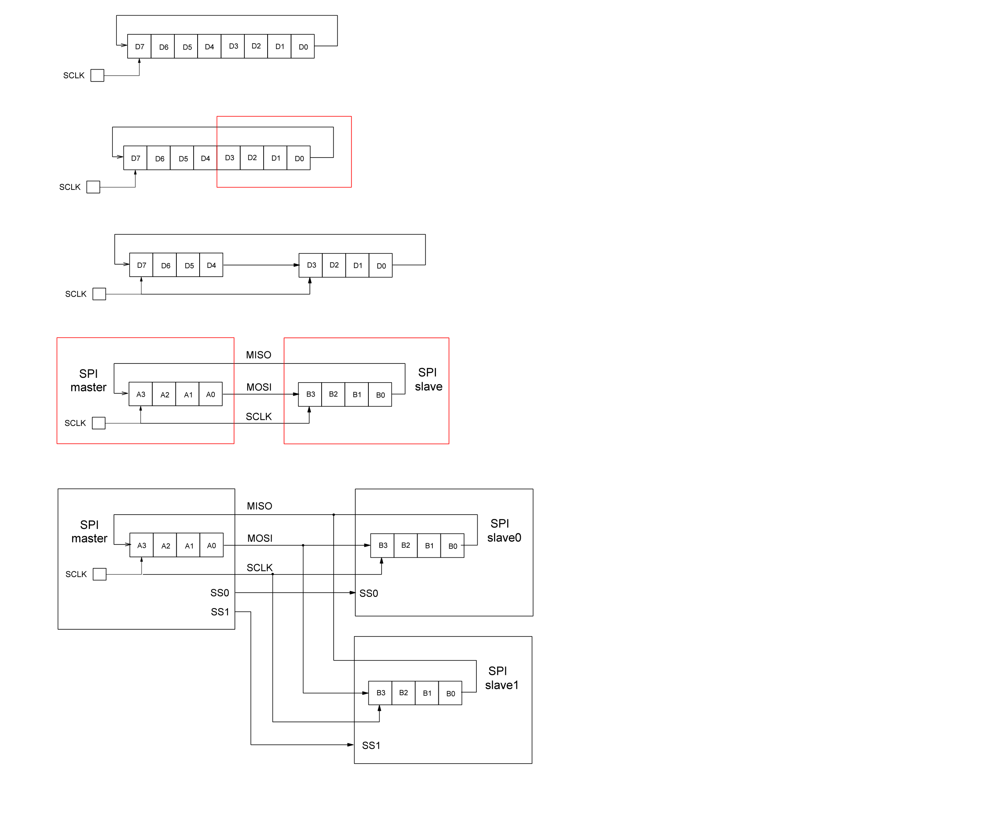 D7 D6 D5 D4 D3 D2 D1 D0
SCLK
D7 D6 D5 D4 D3 D2 D1 D0
SCLK
D7 D6 D5 D4 D3 D2 D1 D0
SCLK
MISO
SPI
master
SPI
slave
MOSI
A3 A2 A1 A0 B3 B2 B1 B0
SCLK
SCLK
MISO
SPI
master
SPI
slave0
MOSI
A3 A2 A1 A0 B3 B2 B1 B0
SCLK
SCLK
SS0 SS0
SS1
SPI
slave1
B3 B2 B1 B0
SS1